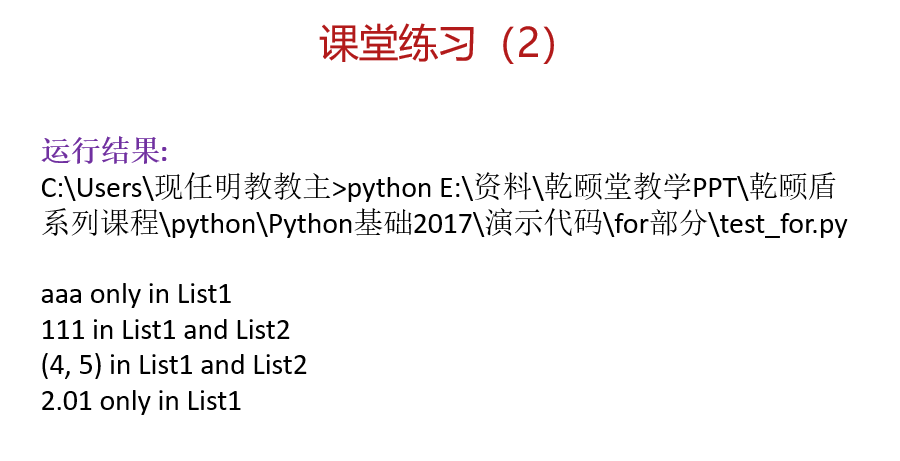 课堂练习（2）
运行结果:
C:\Users\现任明教教主>python E:\资料\乾颐堂教学PPT\乾颐盾
系列课程\python\Python基础2017\演示代码\for部分\test_for.py
aaa only in List1
111 in List1 and List2
(4, 5) in List1 and List2
2.01 only in List1